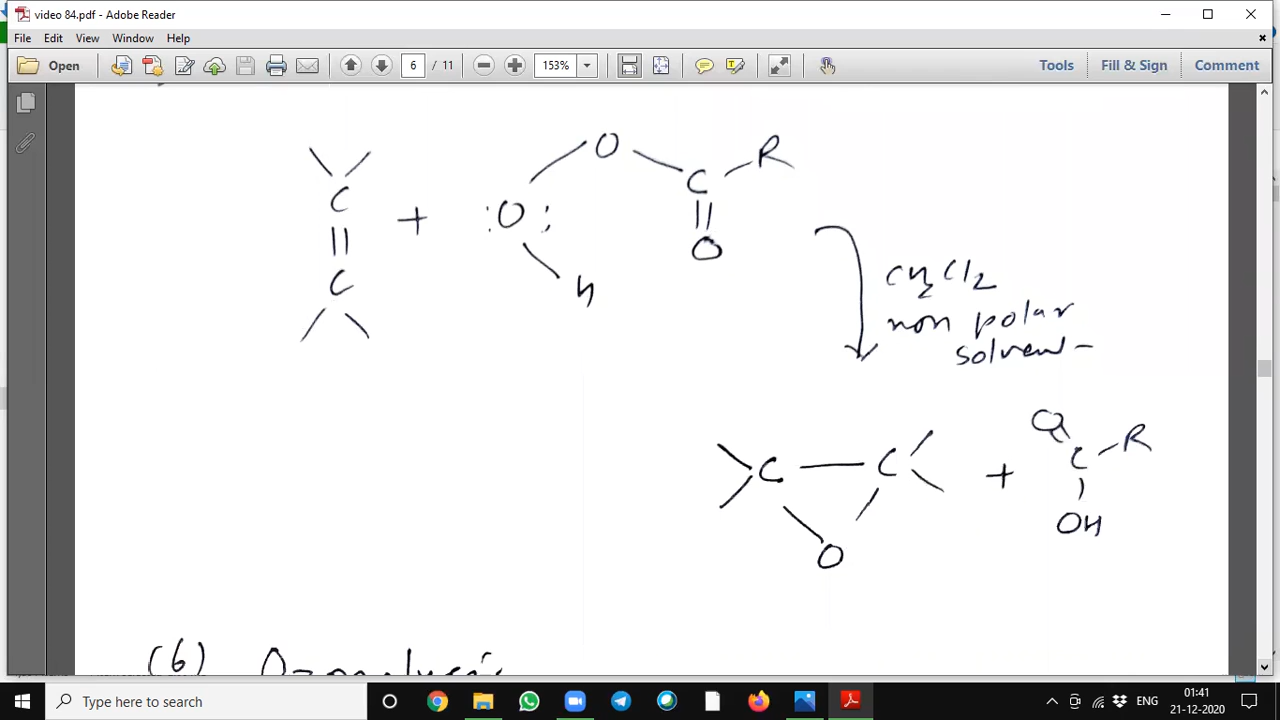 video 84.pdf - Adobe Reader
File Edit View Window Help
Open 6 / 11 153% Tools Fill & Sign Comment
O
C R
C + :O: O
C H
CH2Cl2
non polar
solvent
O
C C + C R
OH
O
(6) Ozonolysis
Type here to search
ENG 01:41
21-12-2020